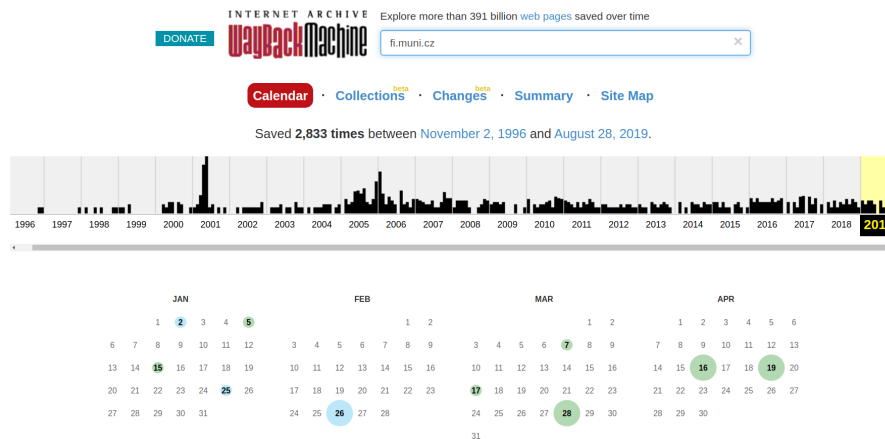 INTERNET ARCHIVE
WayBackMachine
DONATE
Explore more than 391 billion web pages saved over time
fi.muni.cz
Calendar · Collections beta · Changes beta · Summary · Site Map
Saved 2,833 times between November 2, 1996 and August 28, 2019.
1996 1997 1998 1999 2000 2001 2002 2003 2004 2005 2006 2007 2008 2009 2010 2011 2012 2013 2014 2015 2016 2017 2018 201
JAN
1 2 3 4 5
6 7 8 9 10 11 12
13 14 15 16 17 18 19
20 21 22 23 24 25 26
27 28 29 30 31
FEB
1 2
3 4 5 6 7 8 9
10 11 12 13 14 15 16
17 18 19 20 21 22 23
24 25 26 27 28
MAR
1 2
3 4 5 6 7 8 9
10 11 12 13 14 15 16
17 18 19 20 21 22 23
24 25 26 27 28 29 30
31
APR
1 2 3 4 5 6
7 8 9 10 11 12 13
14 15 16 17 18 19 20
21 22 23 24 25 26 27
28 29 30